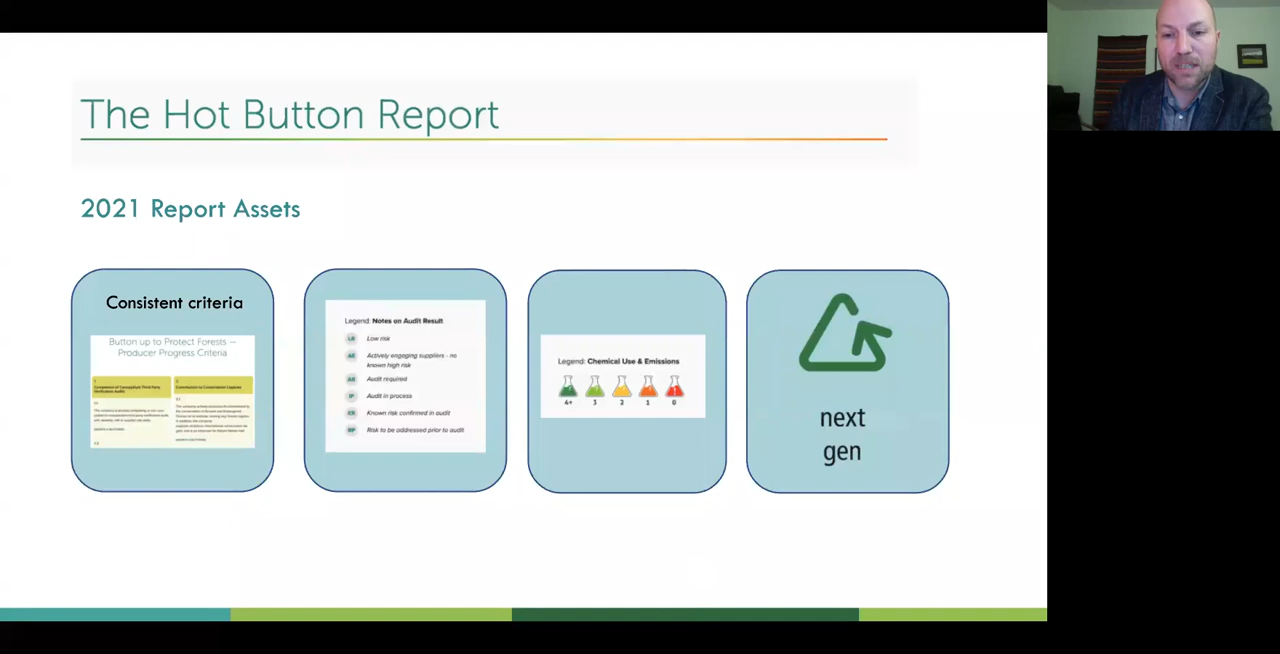 The Hot Button Report
2021 Report Assets
Consistent criteria
Button up to Protect Forests —
Producer Progress Criteria
Legend: Notes on Audit Result
LR Low risk
AE Actively engaging suppliers - no
known high risk
AR Audit required
IP Audit in process
KR Known risk confirmed in audit
RP Risk to be addressed prior to audit
Legend: Chemical Use & Emissions
4+ 3 2 1 0
next
gen